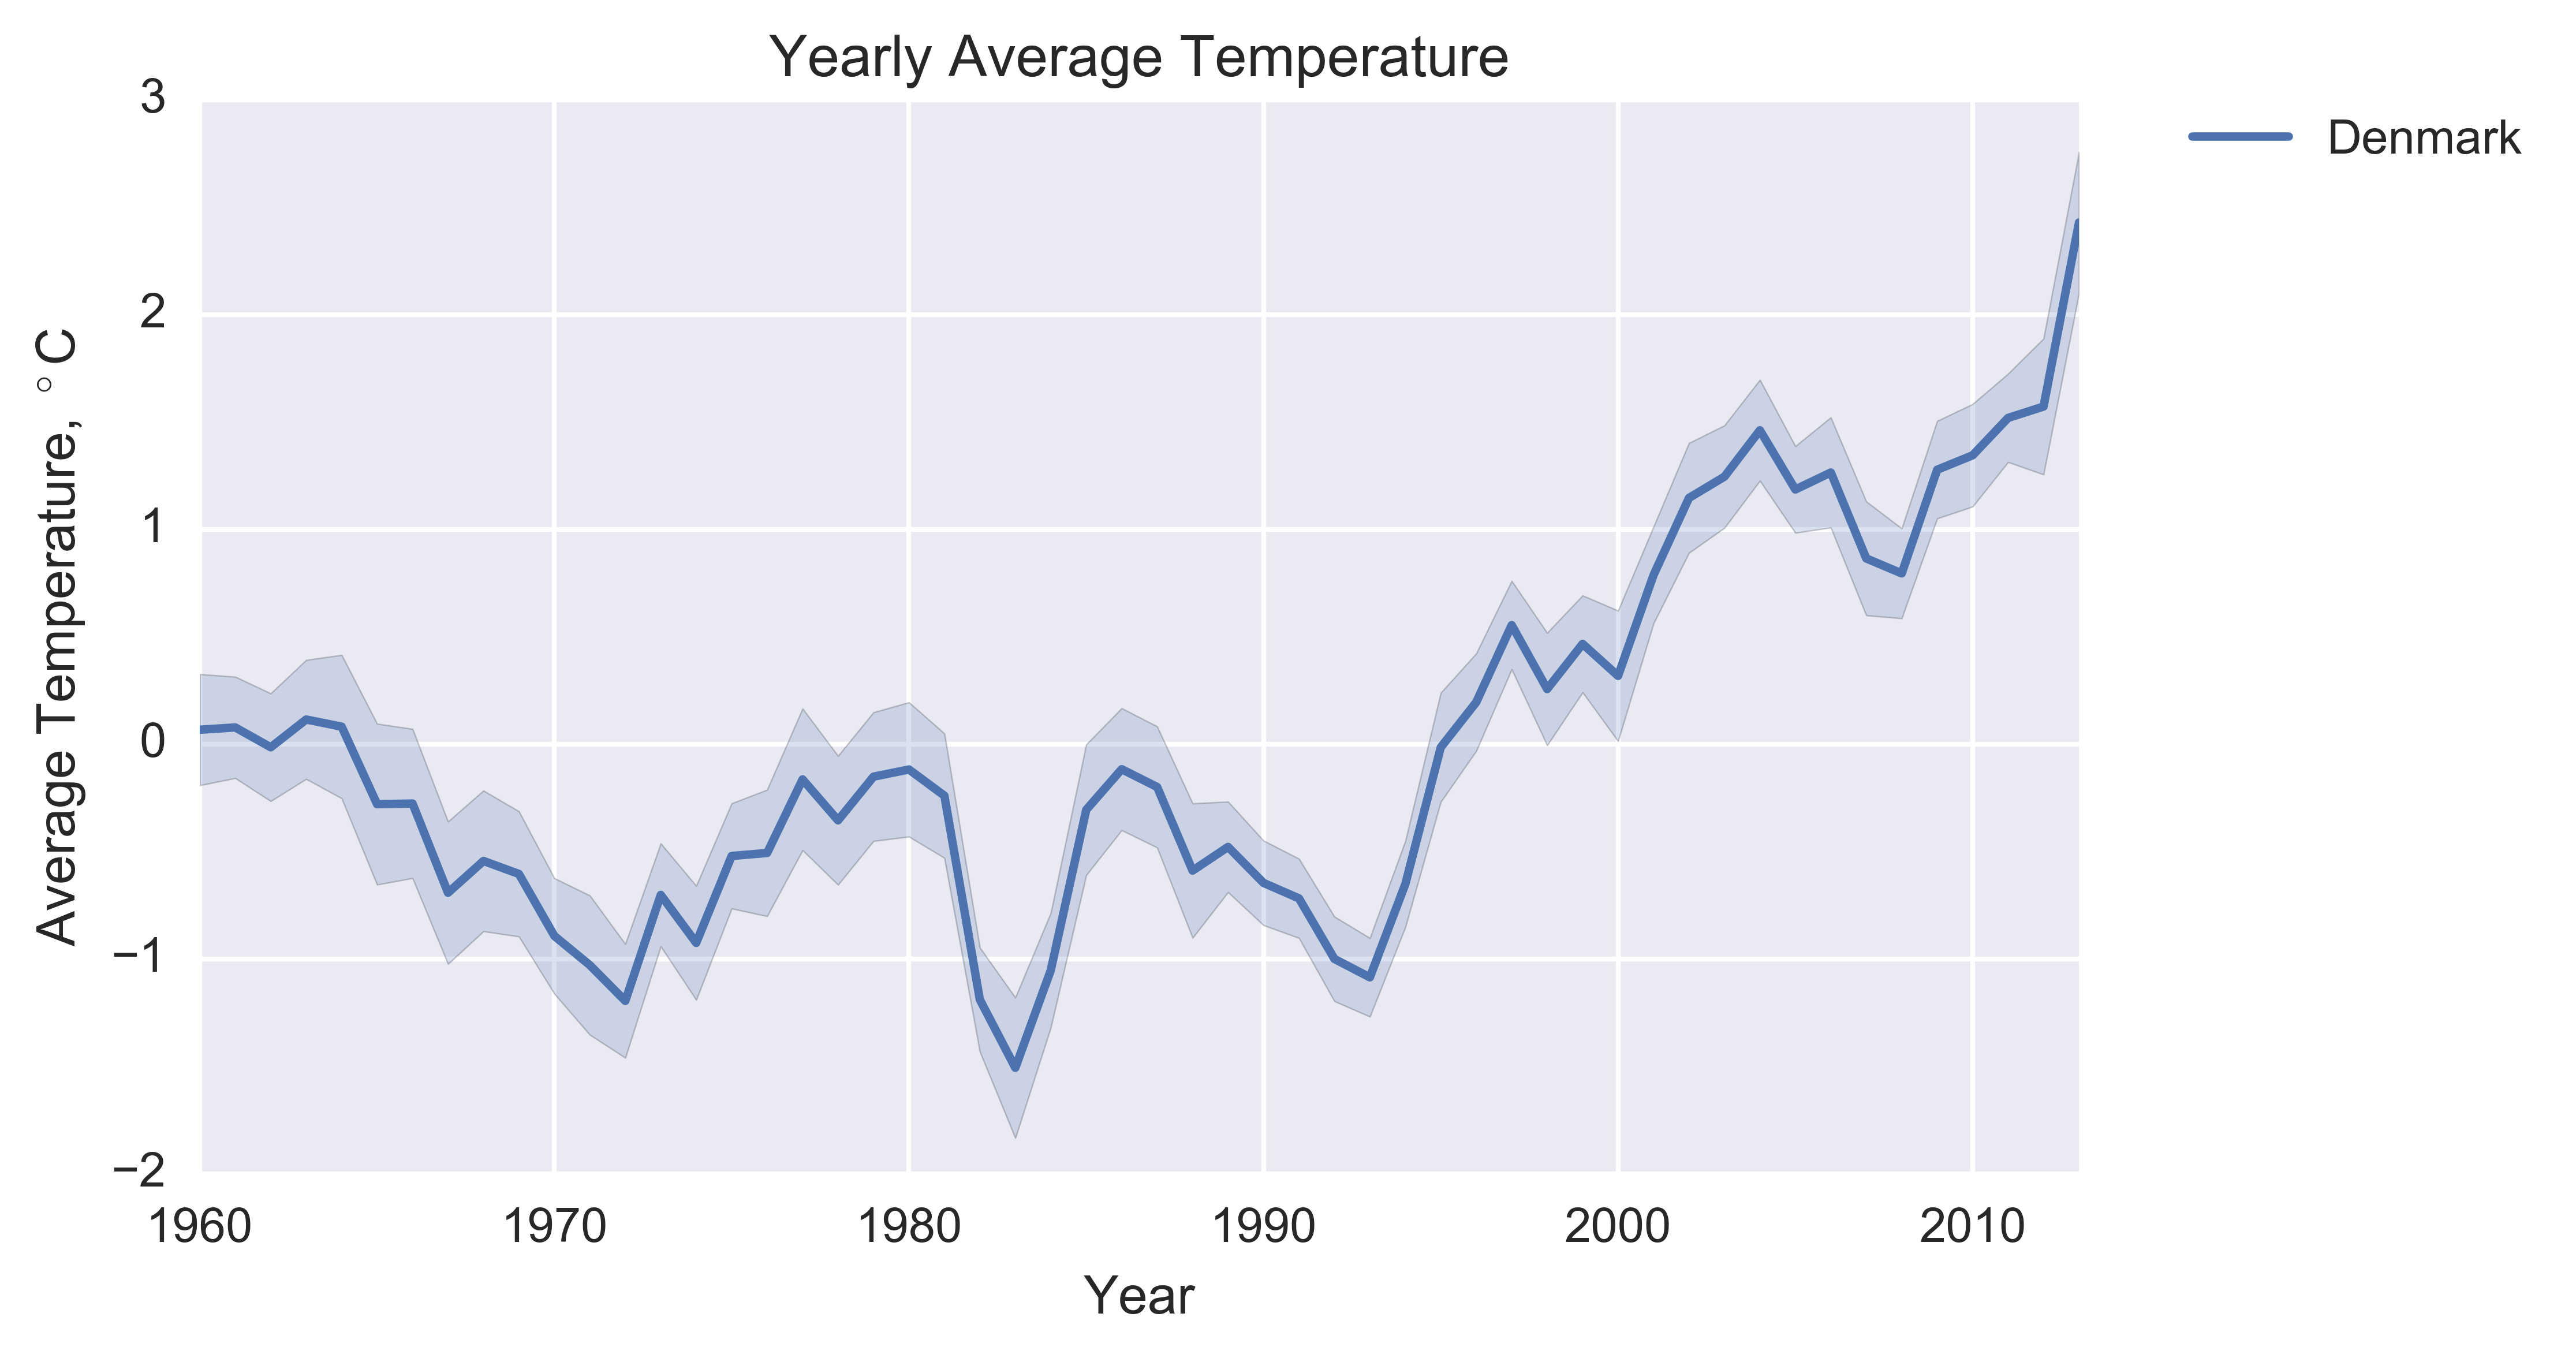 Yearly Average Temperature
Denmark
Average Temperature, °C
3
2
1
0
−1
−2
1960 1970 1980 1990 2000 2010
Year